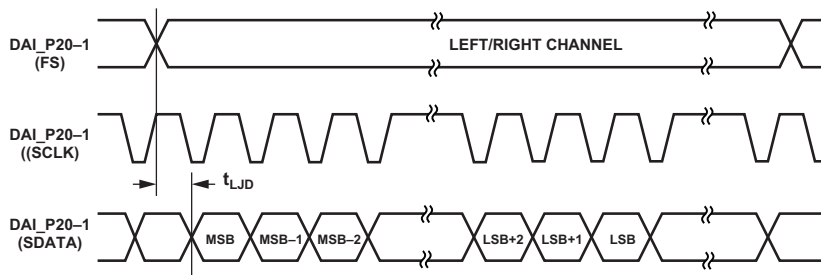 DAI_P20–1
(FS)
LEFT/RIGHT CHANNEL
DAI_P20–1
((SCLK)
tLJD
DAI_P20–1
(SDATA)
MSB
MSB–1
MSB–2
LSB+2
LSB+1
LSB